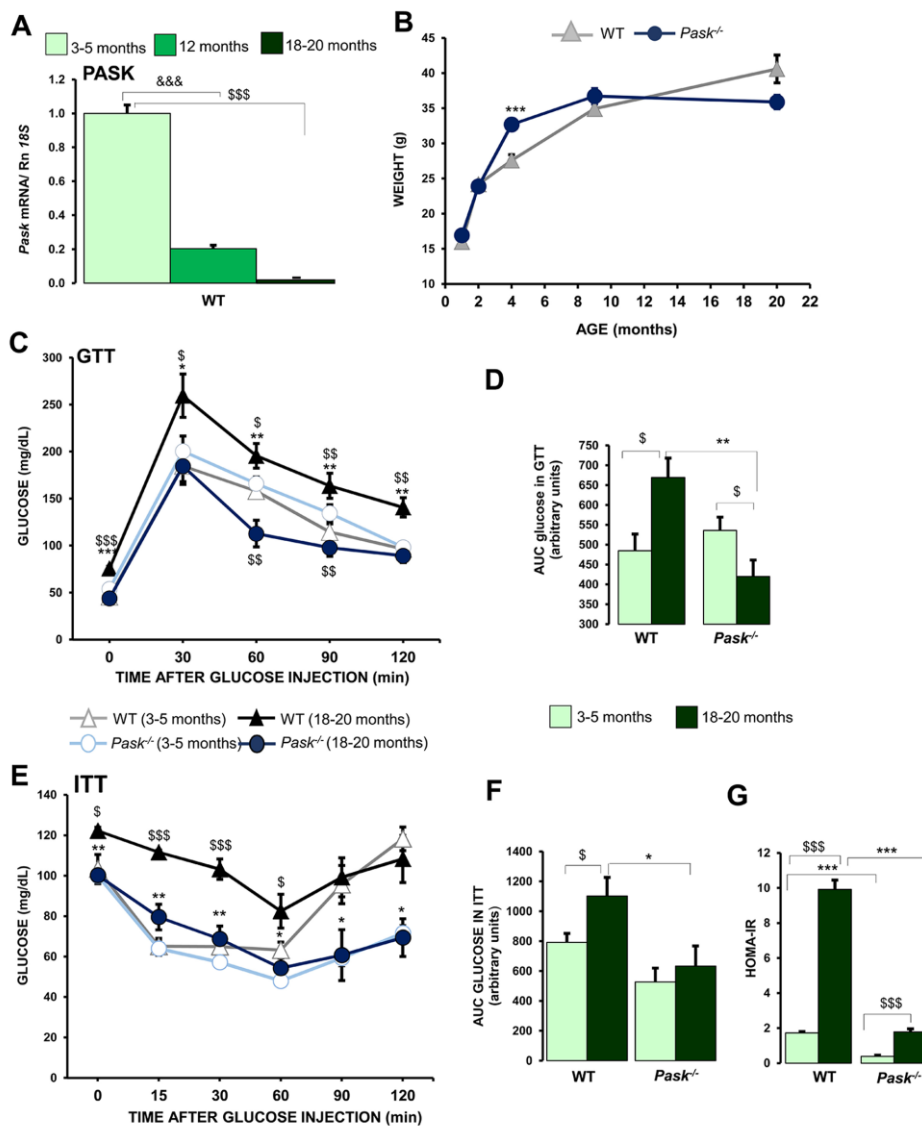 A
3-5 months 12 months 18-20 months
PASK
&&&
$$$
1.2
1.0
0.8
0.6
0.4
0.2
0.0
Pask mRNA/ Rn 18S
WT
B
WT Pask-/-
45
40
35
30
25
20
15
10
WEIGHT (g)
***
0 2 4 6 8 10 12 14 16 18 20 22
AGE (months)
C
GTT
300
250
200
150
100
50
0
GLUCOSE (mg/dL)
$$$
***
$
*
$
**
$$
**
$$
**
$$
$$
0 30 60 90 120
TIME AFTER GLUCOSE INJECTION (min)
WT (3-5 months) WT (18-20 months)
Pask-/- (3-5 months) Pask-/- (18-20 months)
D
750
700
650
600
550
500
450
400
350
300
AUC glucose in GTT
(arbitrary units)
$
**
$
WT Pask-/-
3-5 months 18-20 months
E
ITT
140
120
100
80
60
40
20
0
GLUCOSE (mg/dL)
$
**
$$$
**
$$$
**
$
*
*
*
0 15 30 60 90 120
TIME AFTER GLUCOSE INJECTION (min)
F
1400
1200
1000
800
600
400
200
0
AUC GLUCOSE IN ITT
(arbitrary units)
$
*
WT Pask-/-
G
12
10
8
6
4
2
0
HOMA-IR
$$$
***
***
$$$
WT Pask-/-